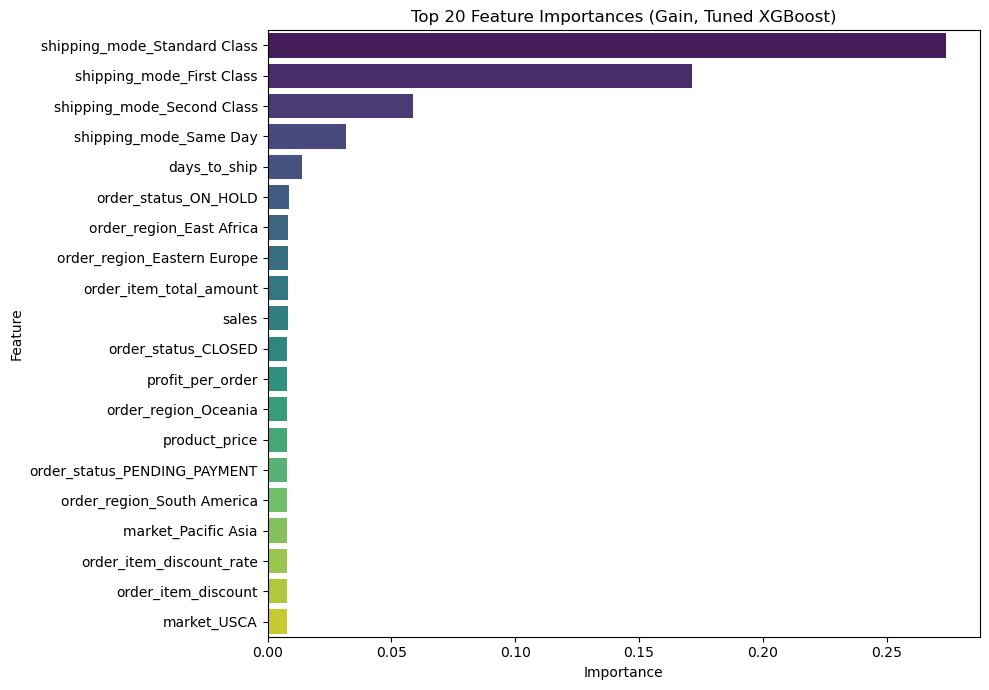 Top 20 Feature Importances (Gain, Tuned XGBoost)
shipping_mode_Standard Class
shipping_mode_First Class
shipping_mode_Second Class
shipping_mode_Same Day
days_to_ship
order_status_ON_HOLD
order_region_East Africa
order_region_Eastern Europe
order_item_total_amount
sales
order_status_CLOSED
profit_per_order
order_region_Oceania
product_price
order_status_PENDING_PAYMENT
order_region_South America
market_Pacific Asia
order_item_discount_rate
order_item_discount
market_USCA
Feature
0.00 0.05 0.10 0.15 0.20 0.25
Importance